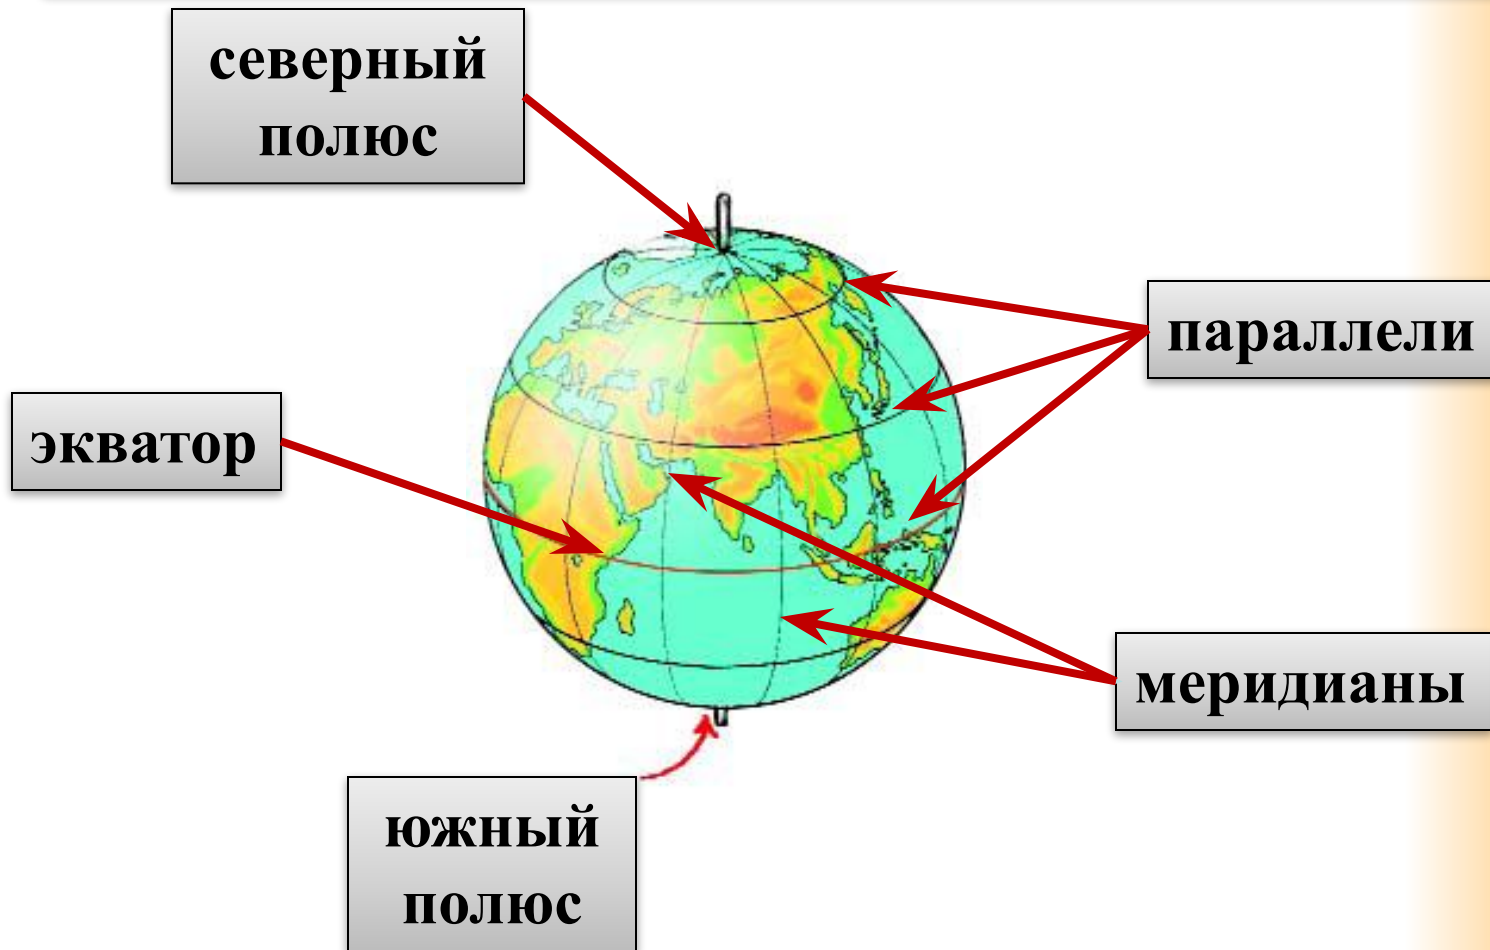 северный
полюс
параллели
экватор
меридианы
южный
полюс